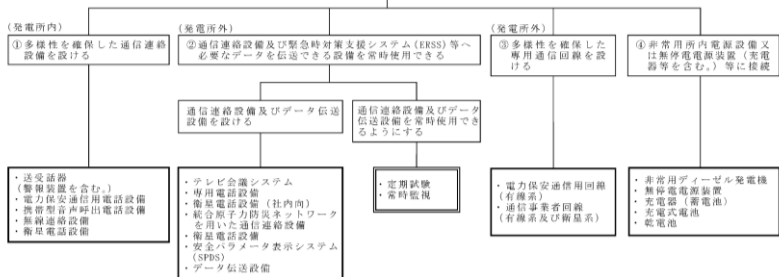 (発電所内)
①多様性を確保した通信連絡
設備を設ける
(発電所外)
②通信連絡設備及び緊急時対策支援システム(ERSS)等へ
必要なデータを伝送できる設備を常時使用できる
(発電所外)
③多様性を確保した
専用通信回線を設
ける
④非常用所内電源設備又
は無停電電源装置(充電
器等を含む。)等に接続
通信連絡設備及びデータ伝送
設備を設ける
通信連絡設備及びデータ
伝送設備を常時使用でき
るようにする
・送受話器
(警報装置を含む。)
・電力保安通信用電話設備
・携帯型音声呼出電話設備
・無線連絡設備
・衛星電話設備
・テレビ会議システム
・専用電話設備
・衛星電話設備(社内向)
・統合原子力防災ネットワーク
を用いた通信連絡設備
・衛星電話設備
・安全パラメータ表示システム
(SPDS)
・データ伝送設備
・定期試験
・常時監視
・電力保安通信用回線
(有線系)
・通信事業者回線
(有線系及び衛星系)
・非常用ディーゼル発電機
・無停電電源装置
・充電器(蓄電池)
・充電式電池
・乾電池